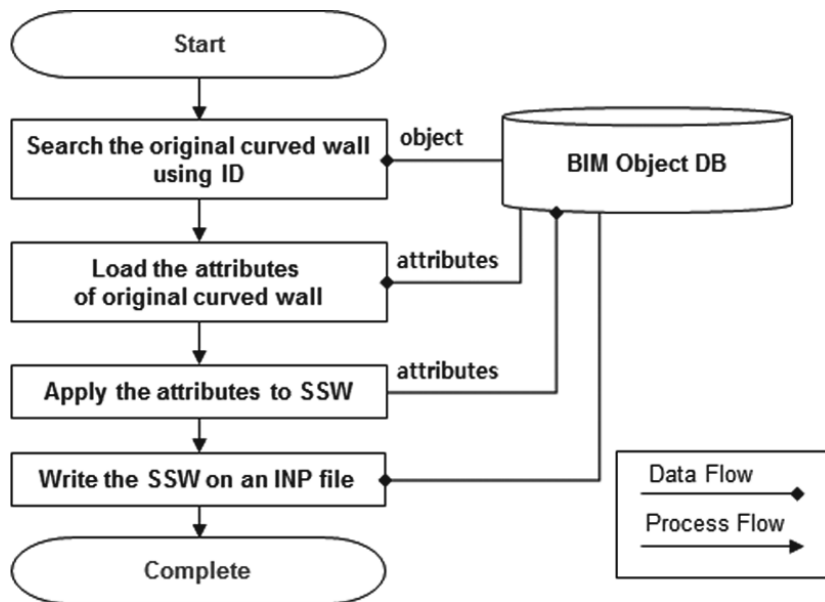 Start
Search the original curved wall
using ID
object
BIM Object DB
Load the attributes
of original curved wall
attributes
Apply the attributes to SSW
attributes
Write the SSW on an INP file
Complete
Data Flow
Process Flow